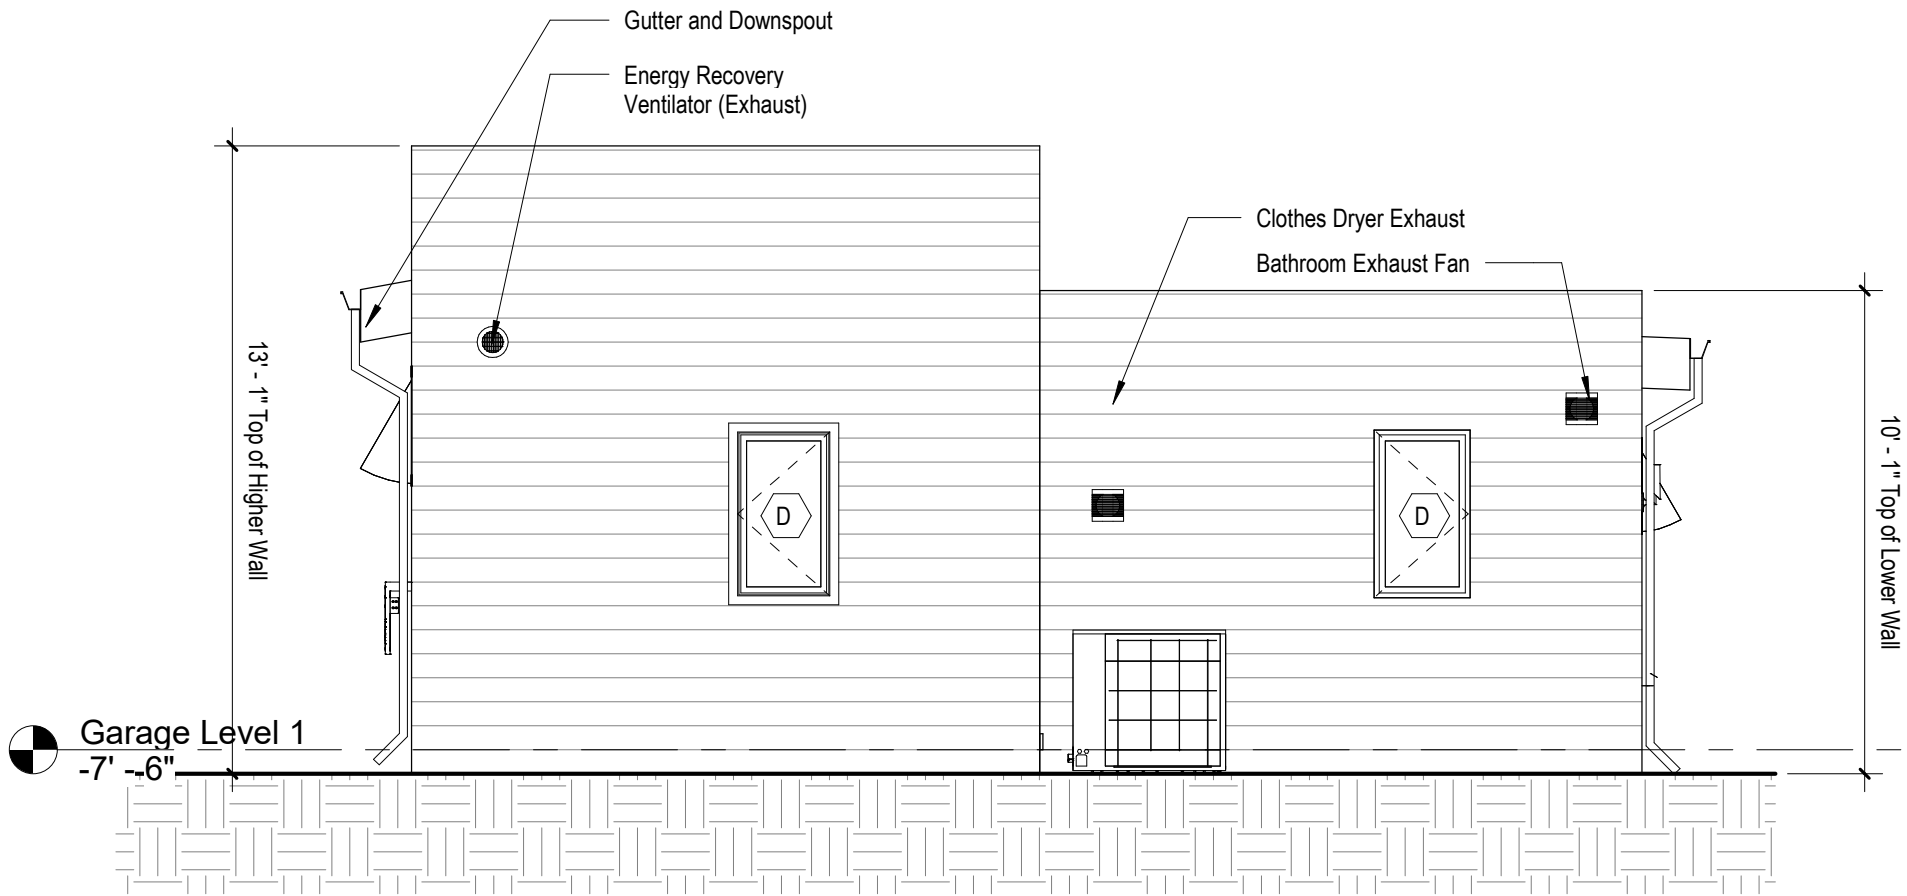 Gutter and Downspout
Energy Recovery
Ventilator (Exhaust)
Clothes Dryer Exhaust
Bathroom Exhaust Fan
13' - 1" Top of Higher Wall
10' - 1" Top of Lower Wall
D
D
Garage Level 1
-7' - 6"